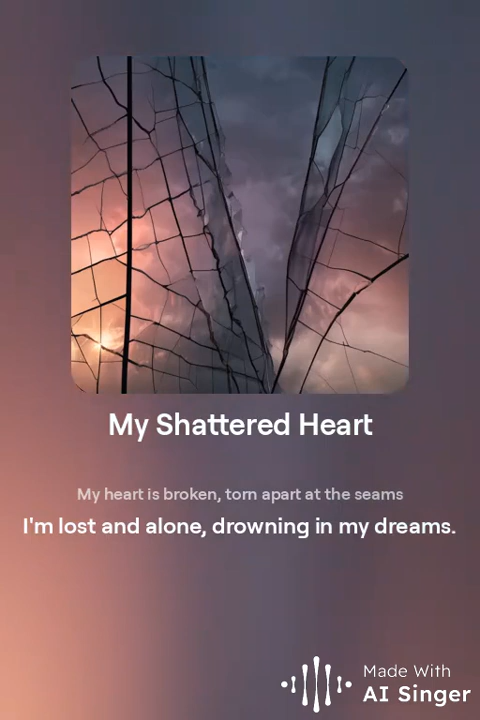 My Shattered Heart
My heart is broken, torn apart at the seams
I'm lost and alone, drowning in my dreams.
Made With
AI Singer